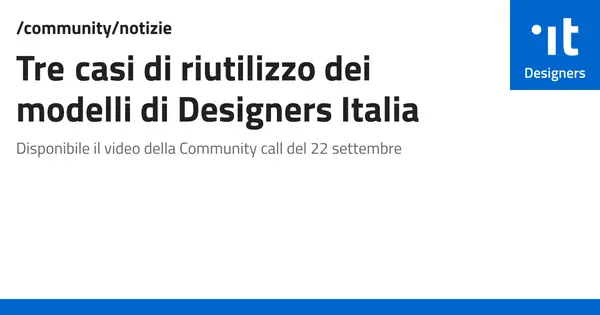 /community/notizie
Tre casi di riutilizzo dei
modelli di Designers Italia
Disponibile il video della Community call del 22 settembre
.it
Designers